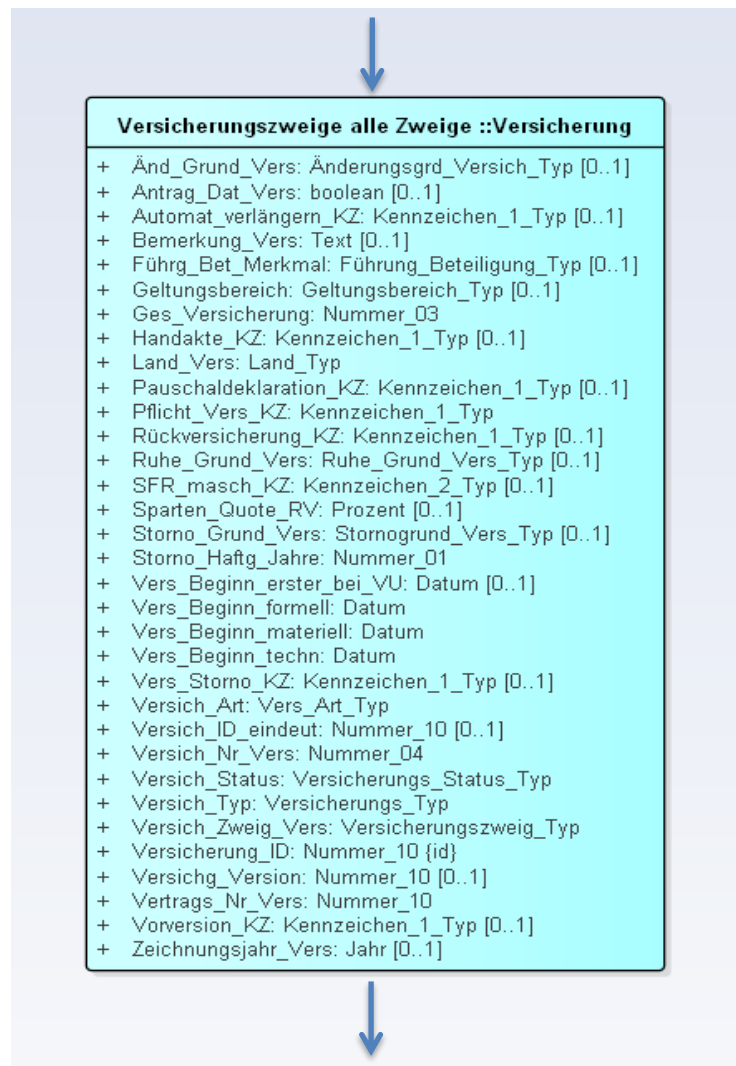 Versicherungszweige alle Zweige ::Versicherung
+ Änd_Grund_Vers: Änderungsgrd_Versich_Typ [0..1]
+ Antrag_Dat_Vers: boolean [0..1]
+ Automat_verlängern_KZ: Kennzeichen_1_Typ [0..1]
+ Bemerkung_Vers: Text [0..1]
+ Führg_Bet_Merkmal: Führung_Beteiligung_Typ [0..1]
+ Geltungsbereich: Geltungsbereich_Typ [0..1]
+ Ges_Versicherung: Nummer_03
+ Handakte_KZ: Kennzeichen_1_Typ [0..1]
+ Land_Vers: Land_Typ
+ Pauschaldeklaration_KZ: Kennzeichen_1_Typ [0..1]
+ Pflicht_Vers_KZ: Kennzeichen_1_Typ
+ Rückversicherung_KZ: Kennzeichen_1_Typ [0..1]
+ Ruhe_Grund_Vers: Ruhe_Grund_Vers_Typ [0..1]
+ SFR_masch_KZ: Kennzeichen_2_Typ [0..1]
+ Sparten_Quote_RV: Prozent [0..1]
+ Storno_Grund_Vers: Stornogrund_Vers_Typ [0..1]
+ Storno_Haftg_Jahre: Nummer_01
+ Vers_Beginn_erster_bei_VU: Datum [0..1]
+ Vers_Beginn_formell: Datum
+ Vers_Beginn_materiell: Datum
+ Vers_Beginn_techn: Datum
+ Vers_Storno_KZ: Kennzeichen_1_Typ [0..1]
+ Versich_Art: Vers_Art_Typ
+ Versich_ID_eindeut: Nummer_10 [0..1]
+ Versich_Nr_Vers: Nummer_04
+ Versich_Status: Versicherungs_Status_Typ
+ Versich_Typ: Versicherungs_Typ
+ Versich_Zweig_Vers: Versicherungszweig_Typ
+ Versicherung_ID: Nummer_10 {id}
+ Versichg_Version: Nummer_10 [0..1]
+ Vertrags_Nr_Vers: Nummer_10
+ Vorversion_KZ: Kennzeichen_1_Typ [0..1]
+ Zeichnungsjahr_Vers: Jahr [0..1]